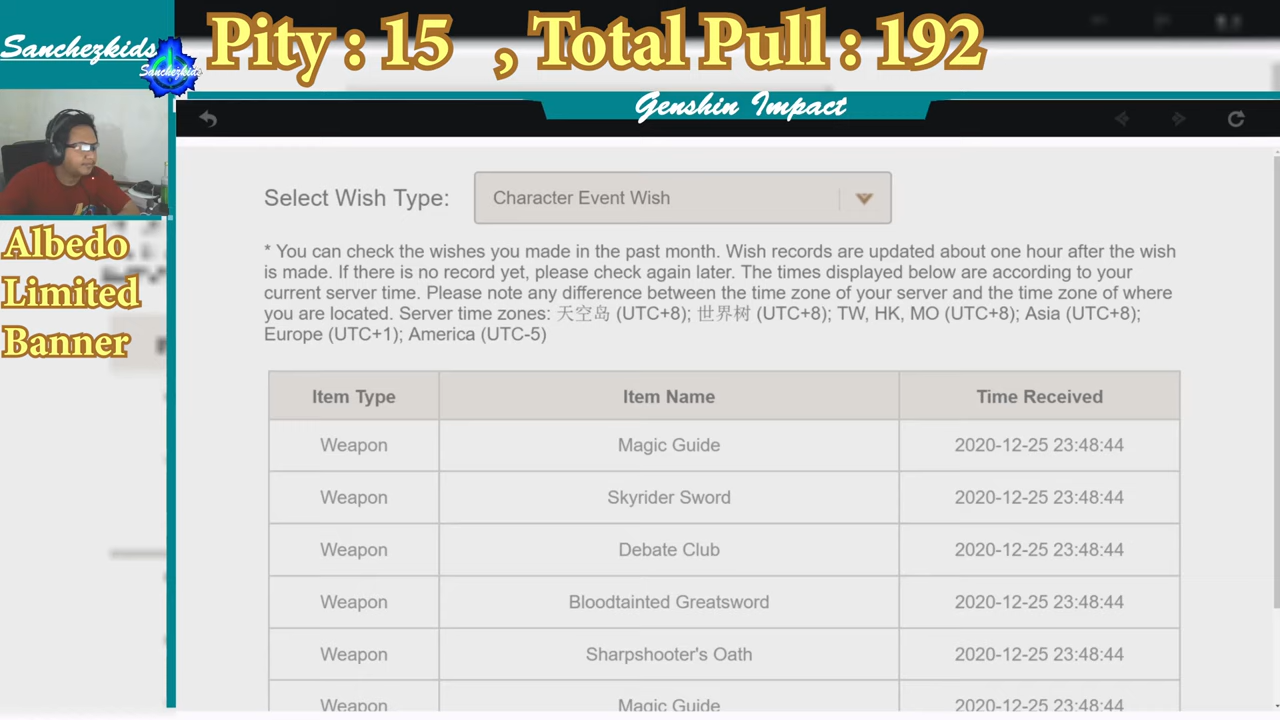 Pity : 15 , Total Pull : 192
Sanchezkids
Sanchezkids
Genshin Impact
Albedo
Limited
Banner
Select Wish Type: Character Event Wish
* You can check the wishes you made in the past month. Wish records are updated about one hour after the wish
is made. If there is no record yet, please check again later. The times displayed below are according to your
current server time. Please note any difference between the time zone of your server and the time zone of where
you are located. Server time zones: 天空岛 (UTC+8); 世界树 (UTC+8); TW, HK, MO (UTC+8); Asia (UTC+8);
Europe (UTC+1); America (UTC-5)
Item Type Item Name Time Received
Weapon Magic Guide 2020-12-25 23:48:44
Weapon Skyrider Sword 2020-12-25 23:48:44
Weapon Debate Club 2020-12-25 23:48:44
Weapon Bloodtainted Greatsword 2020-12-25 23:48:44
Weapon Sharpshooter's Oath 2020-12-25 23:48:44
Weapon Magic Guide 2020-12-25 23:48:44